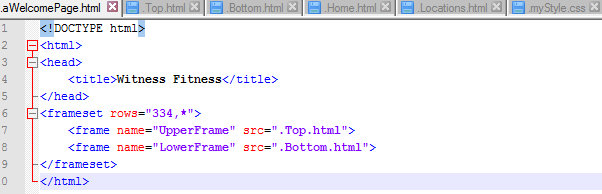 .aWelcomePage.html .Top.html .Bottom.html .Home.html .Locations.html .myStyle.css
1 <!DOCTYPE html>
2 <html>
3 <head>
4 <title>Witness Fitness</title>
5 </head>
6 <frameset rows="334,*">
7 <frame name="UpperFrame" src=".Top.html">
8 <frame name="LowerFrame" src=".Bottom.html">
9 </frameset>
0 </html>